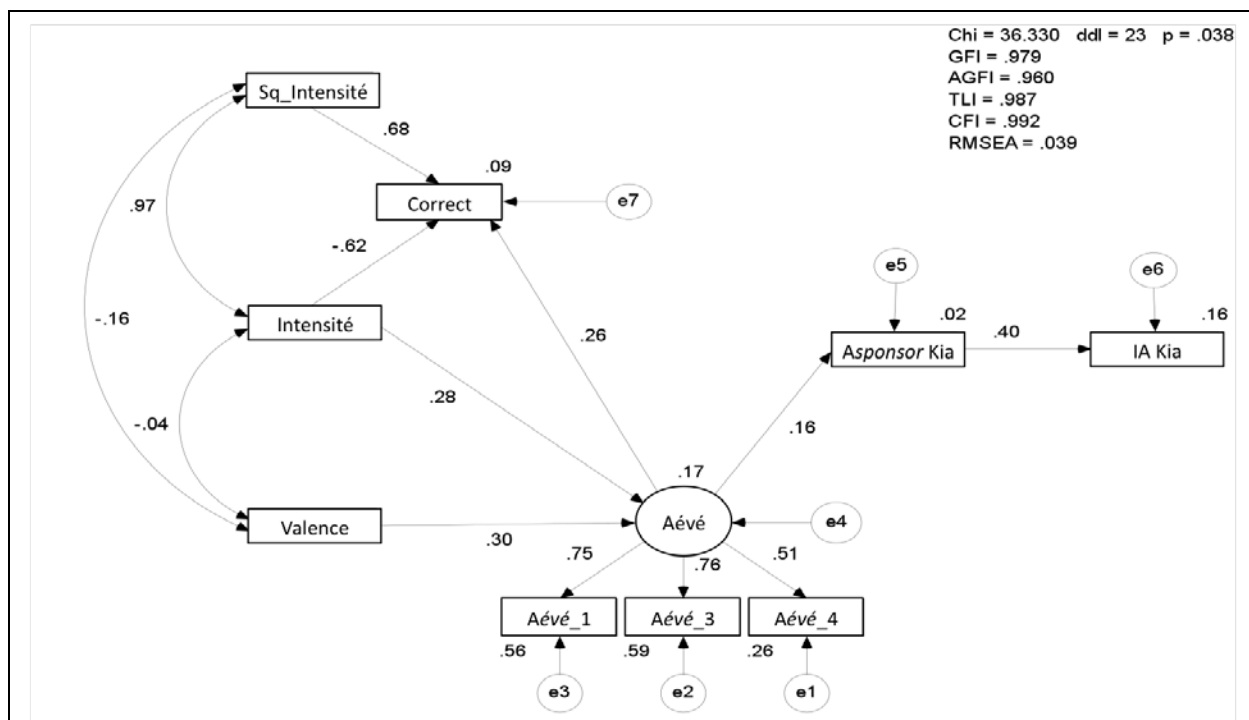 Chi = 36.330 ddl = 23 p = .038
GFI = .979
AGFI = .960
TLI = .987
CFI = .992
RMSEA = .039
Sq_Intensité
.68
.09
Correct
e7
.97
-.62
-.16
Intensité
.26
e5
e6
.02
.16
Asponsor Kia
.40
IA Kia
.28
-.04
.16
.17
Valence
.30
Aévé
e4
.75
.76
.51
Aévé_1
Aévé_3
Aévé_4
.56
.59
.26
e3
e2
e1